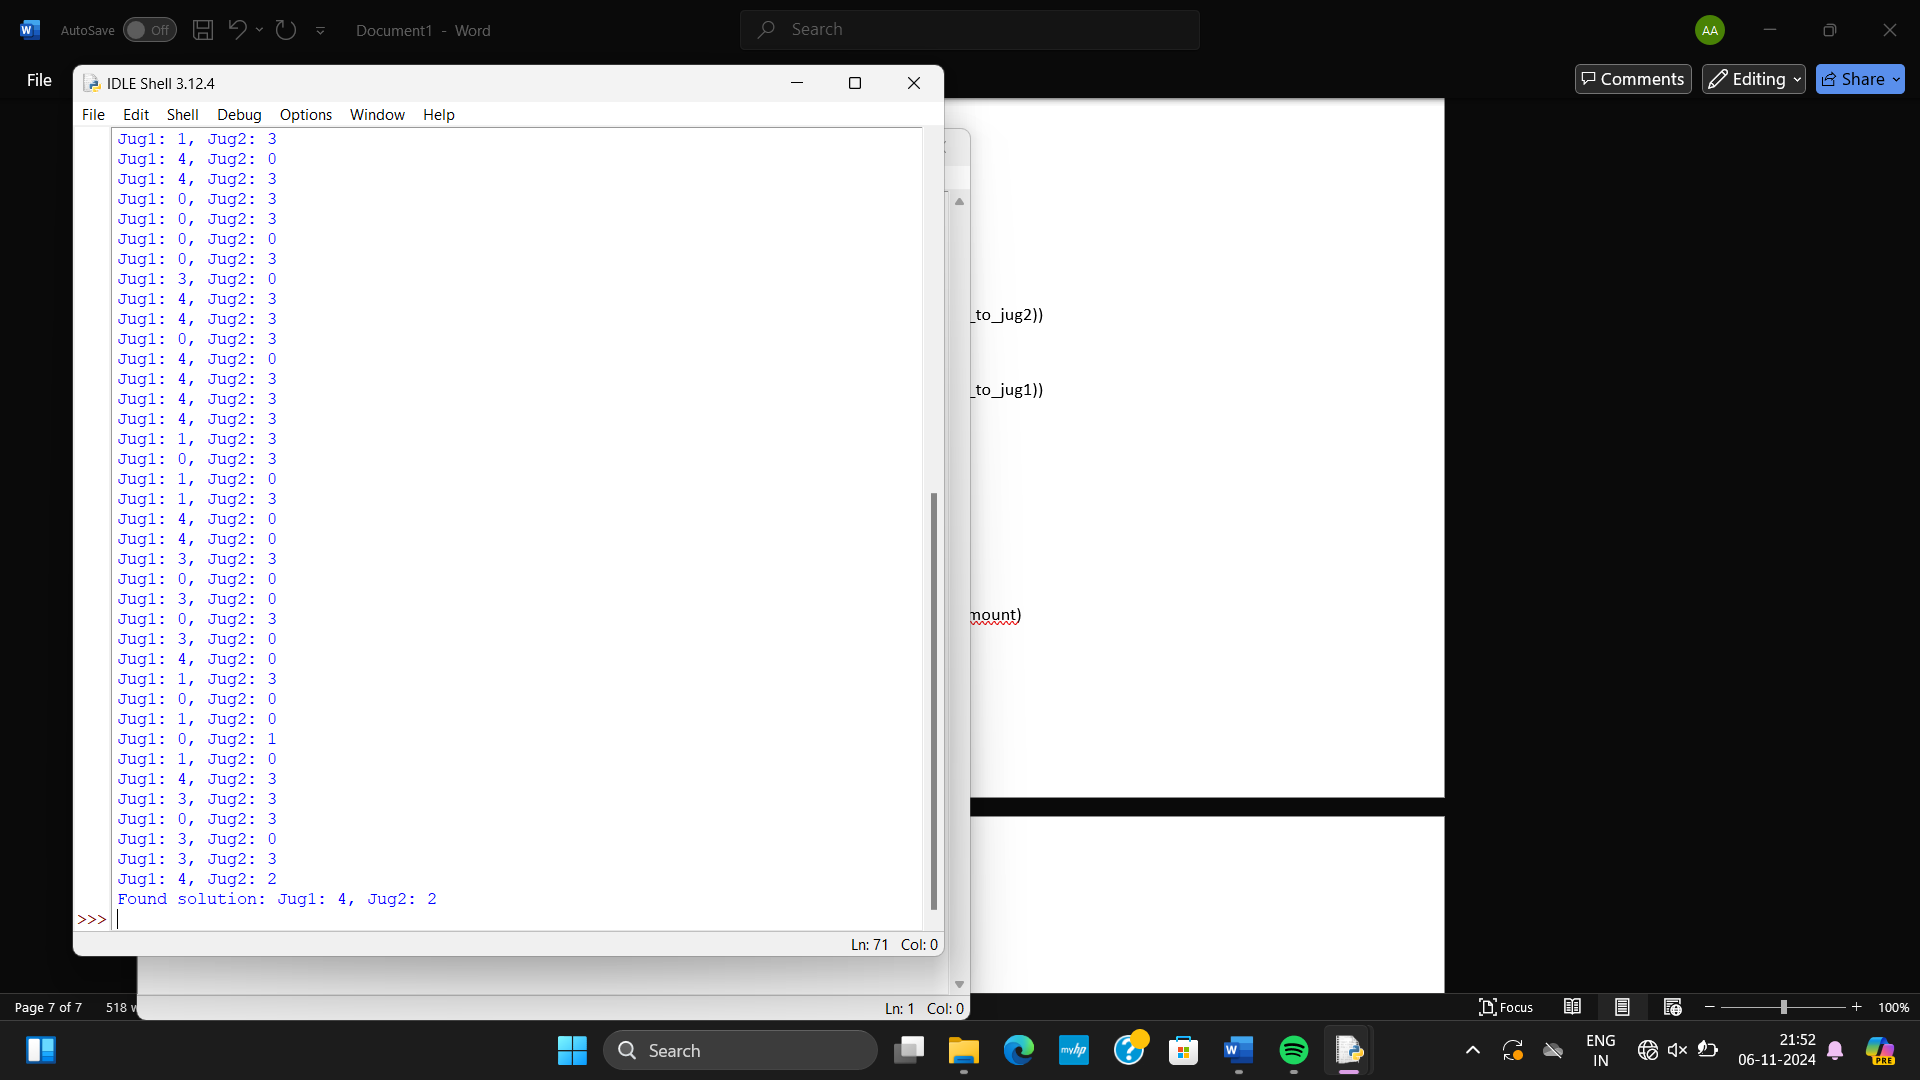 AutoSave Off Document1 - Word Search AA
File Comments Editing Share
IDLE Shell 3.12.4
File Edit Shell Debug Options Window Help
Jug1: 1, Jug2: 3
Jug1: 4, Jug2: 0
Jug1: 4, Jug2: 3
Jug1: 0, Jug2: 3
Jug1: 0, Jug2: 3
Jug1: 0, Jug2: 0
Jug1: 0, Jug2: 3
Jug1: 3, Jug2: 0
Jug1: 4, Jug2: 3
Jug1: 4, Jug2: 3
Jug1: 0, Jug2: 3
Jug1: 4, Jug2: 0
Jug1: 4, Jug2: 3
Jug1: 4, Jug2: 3
Jug1: 4, Jug2: 3
Jug1: 1, Jug2: 3
Jug1: 0, Jug2: 3
Jug1: 1, Jug2: 0
Jug1: 1, Jug2: 3
Jug1: 4, Jug2: 0
Jug1: 4, Jug2: 0
Jug1: 3, Jug2: 3
Jug1: 0, Jug2: 0
Jug1: 3, Jug2: 0
Jug1: 0, Jug2: 3
Jug1: 3, Jug2: 0
Jug1: 4, Jug2: 0
Jug1: 1, Jug2: 3
Jug1: 0, Jug2: 0
Jug1: 1, Jug2: 0
Jug1: 0, Jug2: 1
Jug1: 1, Jug2: 0
Jug1: 4, Jug2: 3
Jug1: 3, Jug2: 3
Jug1: 0, Jug2: 3
Jug1: 3, Jug2: 0
Jug1: 3, Jug2: 3
Jug1: 4, Jug2: 2
Found solution: Jug1: 4, Jug2: 2
>>>
Ln: 71 Col: 0
_to_jug2))
_to_jug1))
mount)
Ln: 1 Col: 0
Page 7 of 7 518 w Focus 100%
Search
myhp
ENG
IN
21:52
06-11-2024
PRE